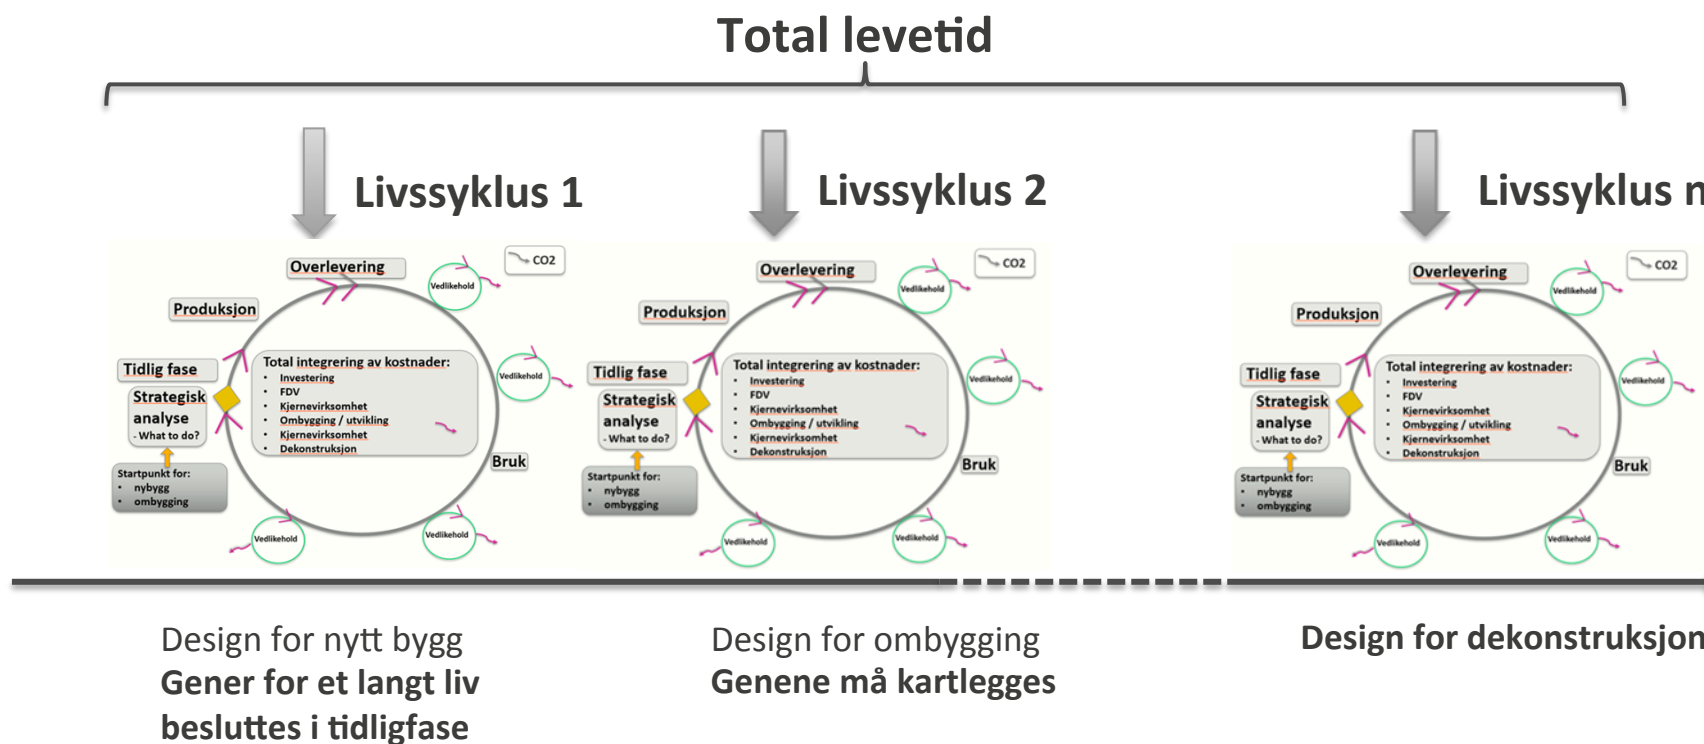 Total levetid
Livssyklus 1
CO2
Overlevering
Vedlikehold
Produksjon
Tidlig fase
Strategisk
analyse
- What to do?
Startpunkt for:
• nybygg
• ombygging
Total integrering av kostnader:
• Investering
• FDV
• Kjernevirksomhet
• Ombygging / utvikling
• Kjernevirksomhet
• Dekonstruksjon
Vedlikehold
Bruk
Vedlikehold
Vedlikehold
Livssyklus 2
CO2
Overlevering
Vedlikehold
Produksjon
Tidlig fase
Strategisk
analyse
- What to do?
Startpunkt for:
• nybygg
• ombygging
Total integrering av kostnader:
• Investering
• FDV
• Kjernevirksomhet
• Ombygging / utvikling
• Kjernevirksomhet
• Dekonstruksjon
Vedlikehold
Bruk
Vedlikehold
Vedlikehold
Livssyklus n
CO2
Overlevering
Vedlikehold
Produksjon
Tidlig fase
Strategisk
analyse
- What to do?
Startpunkt for:
• nybygg
• ombygging
Total integrering av kostnader:
• Investering
• FDV
• Kjernevirksomhet
• Ombygging / utvikling
• Kjernevirksomhet
• Dekonstruksjon
Vedlikehold
Bruk
Vedlikehold
Vedlikehold
Design for nytt bygg
Gener for et langt liv
besluttes i tidligfase
Design for ombygging
Genene må kartlegges
Design for dekonstruksjon